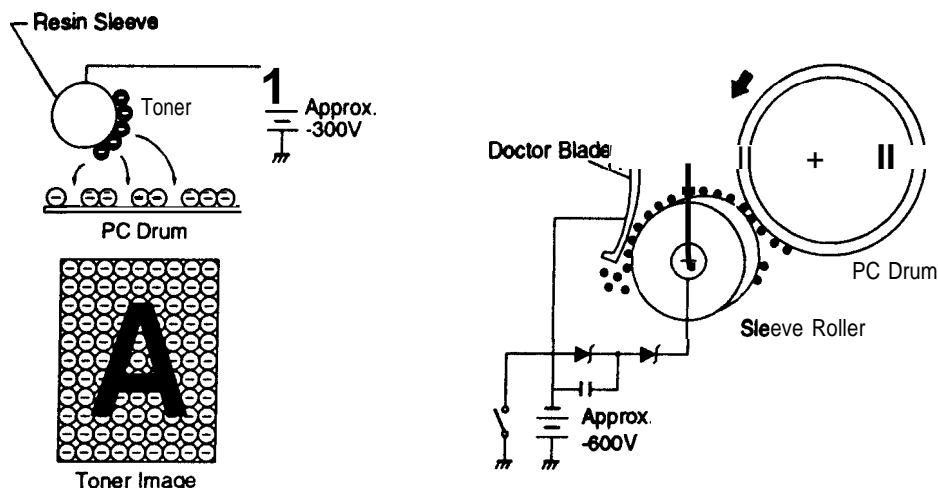 Resin Sleeve
1
Toner
Approx.
-300V
PC Drum
A
Toner Image
Doctor Blade
+
II
PC Drum
Sleeve Roller
Approx.
-600V